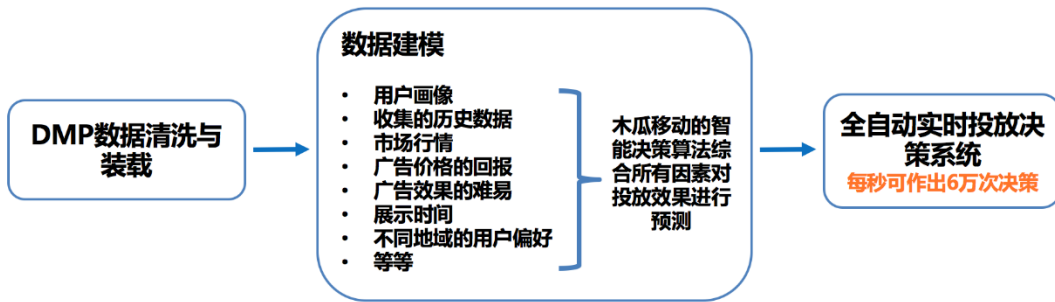 DMP数据清洗与
装载
数据建模
• 用户画像
• 收集的历史数据
• 市场行情
• 广告价格的回报
• 广告效果的难易
• 展示时间
• 不同地域的用户偏好
• 等等
木瓜移动的智
能决策算法综
合所有因素对
投放效果进行
预测
全自动实时投放决
策系统
每秒可作出6万次决策